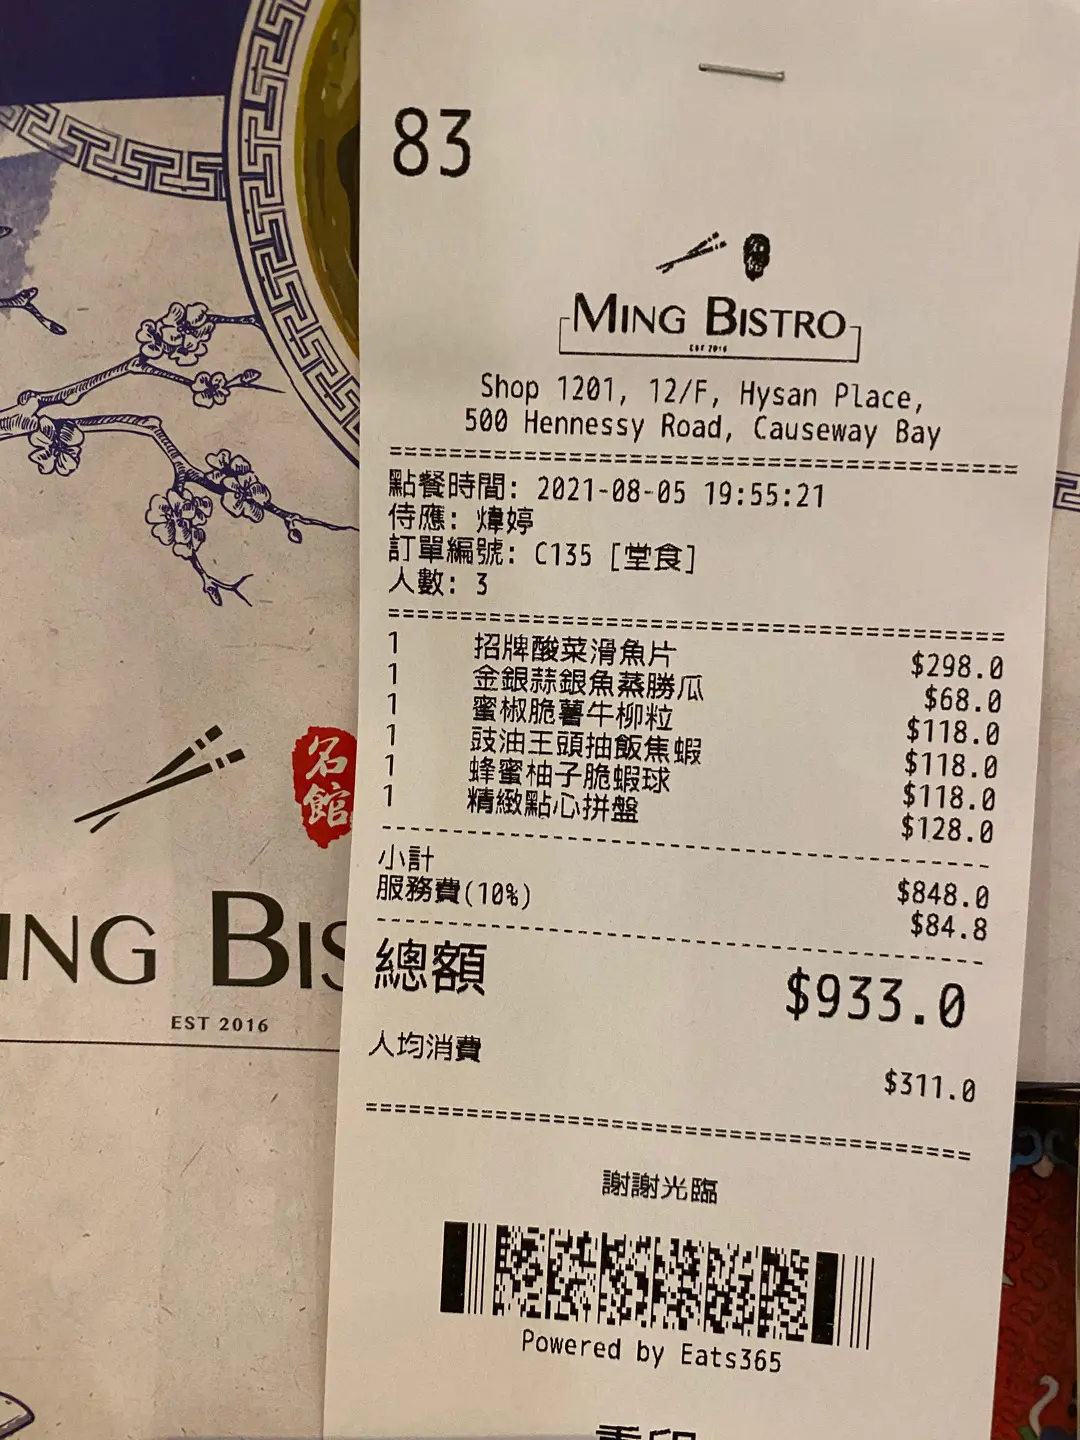 83
名館
MING BISTRO
EST 2016
Shop 1201, 12/F, Hysan Place,
500 Hennessy Road, Causeway Bay
點餐時間: 2021-08-05 19:55:21
侍應: 煒婷
訂單編號: C135 [堂食]
人數: 3
1 招牌酸菜滑魚片 $298.0
1 金銀蒜銀魚蒸勝瓜 $68.0
1 蜜椒脆薯牛柳粒 $118.0
1 豉油王頭抽飯焦蝦 $118.0
1 蜂蜜柚子脆蝦球 $118.0
1 精緻點心拼盤 $128.0
小計 $848.0
服務費(10%) $84.8
總額 $933.0
人均消費
$311.0
謝謝光臨
Powered by Eats365
名館
ING BIS
EST 2016